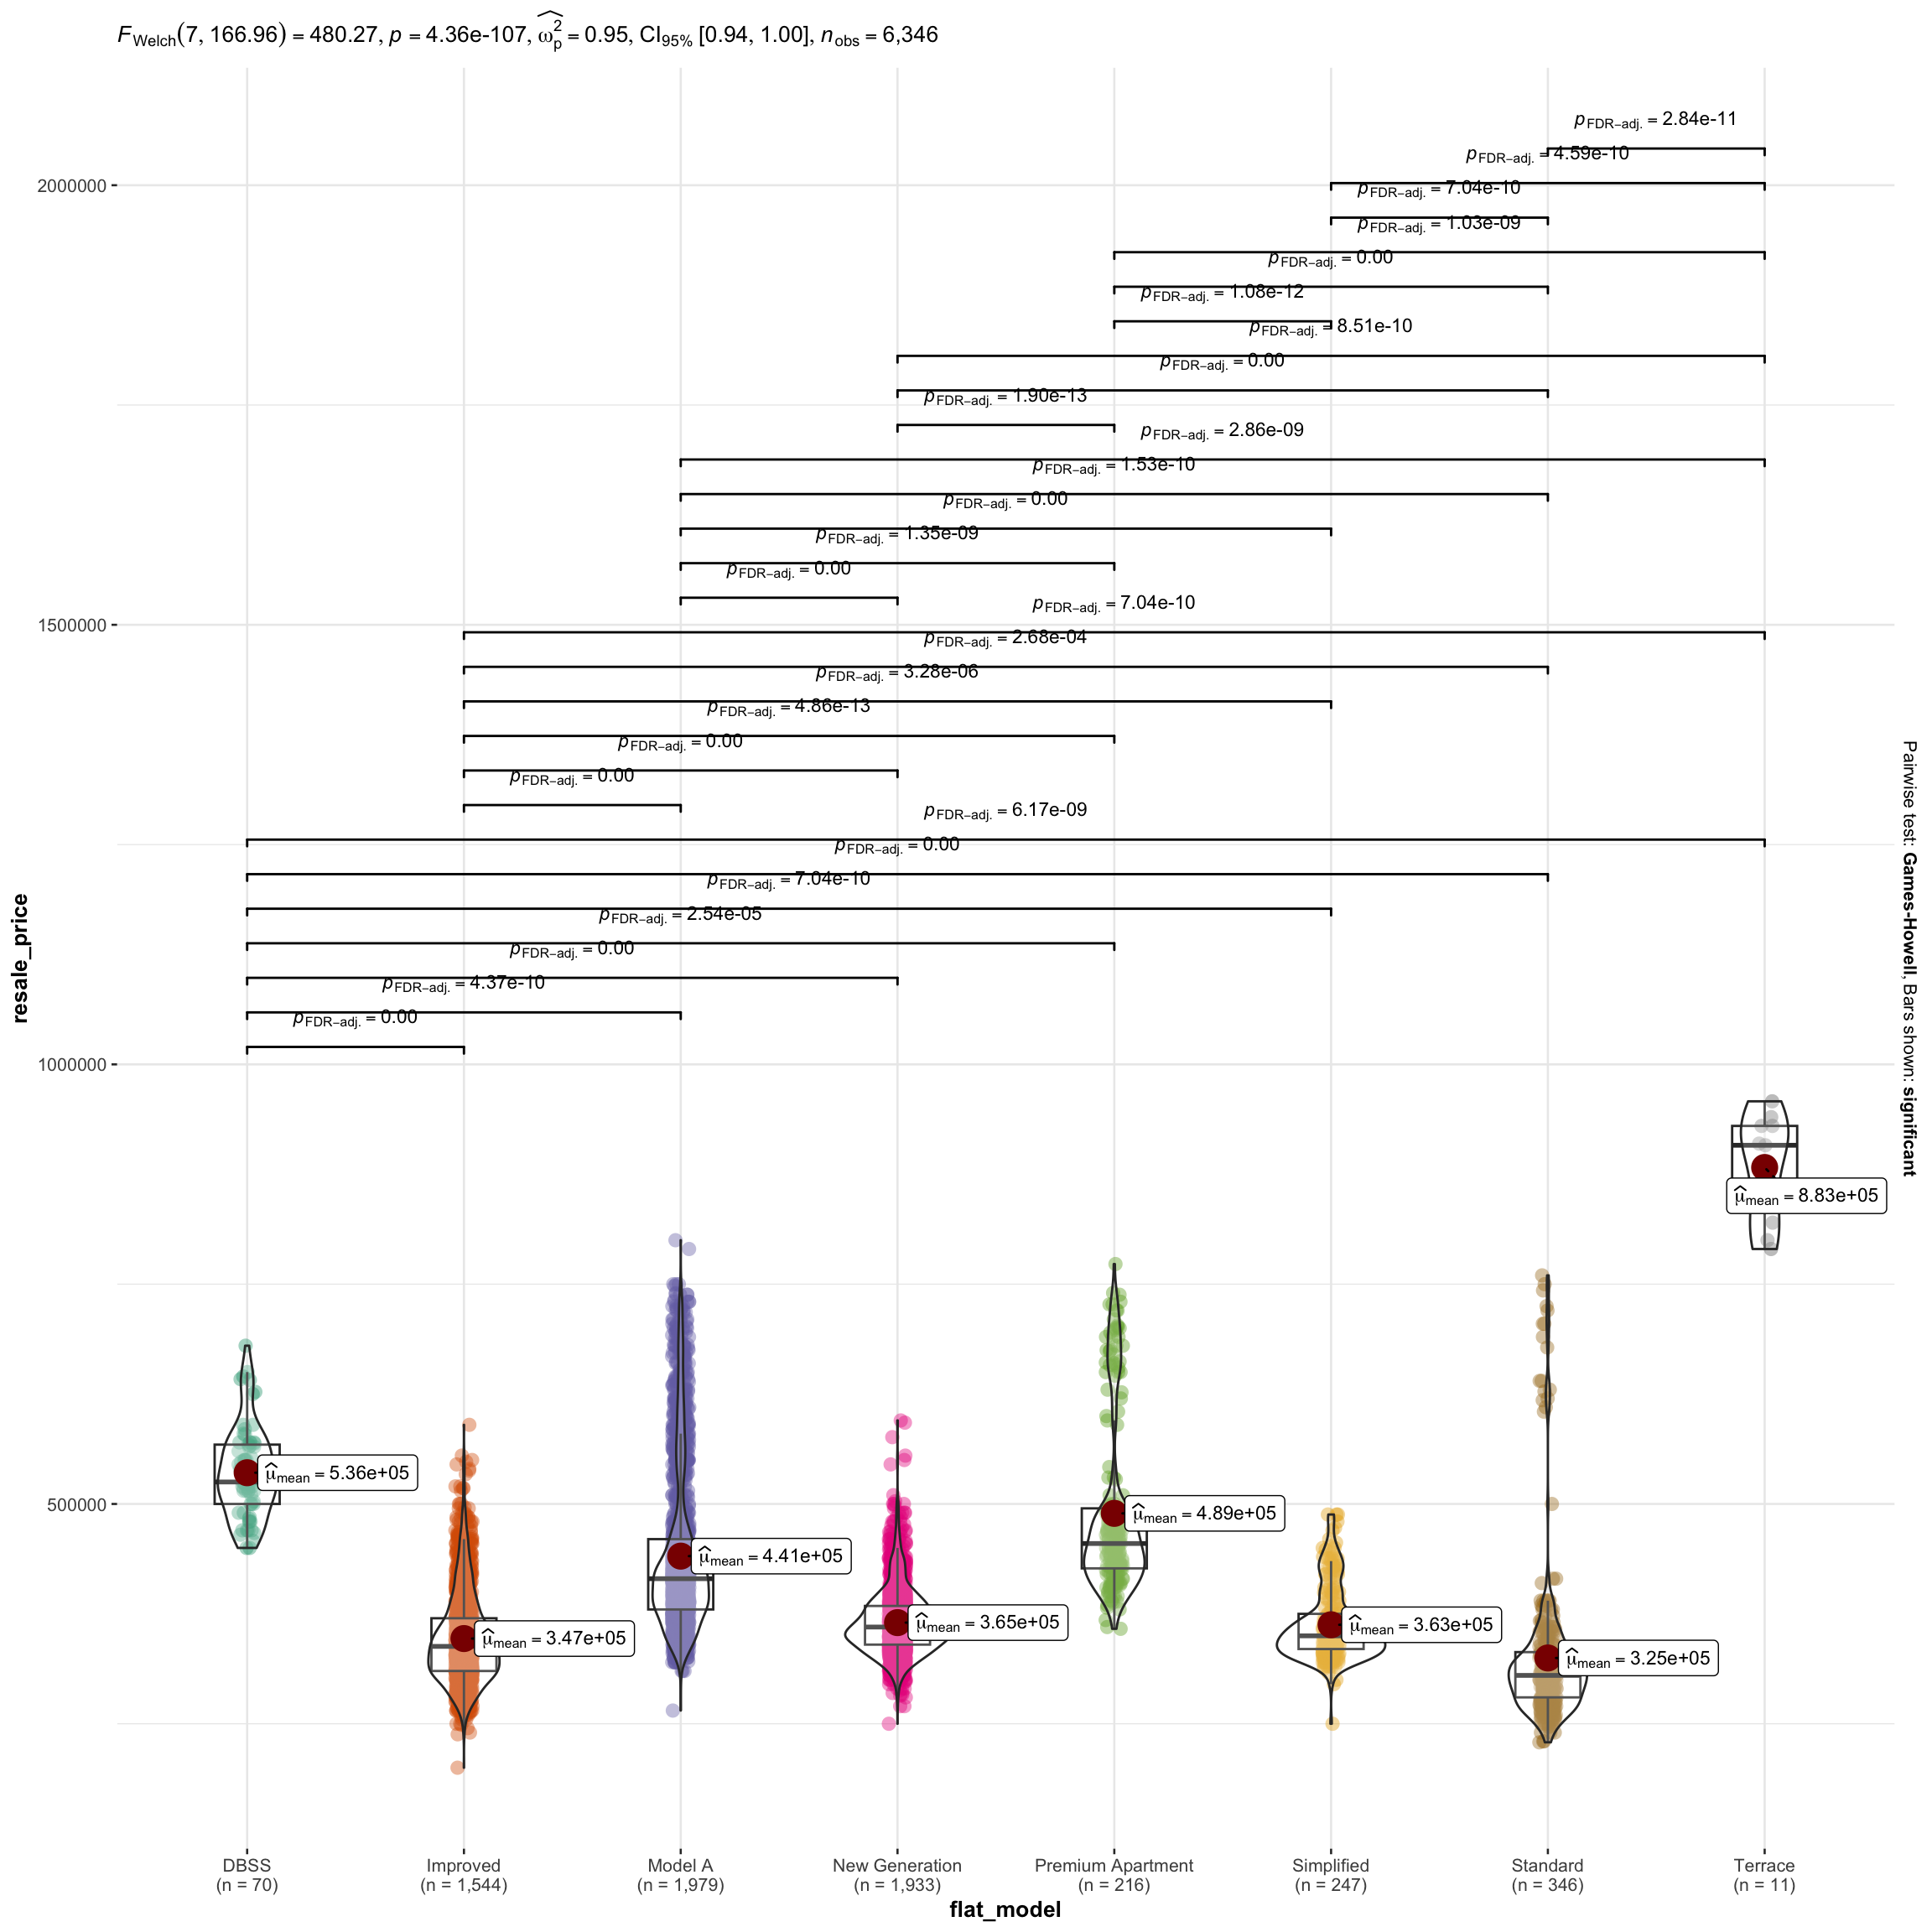 F_Welch(7, 166.96) = 480.27, p = 4.36e-107, ω̂²_p = 0.95, CI_95% [0.94, 1.00], n_obs = 6,346
p_FDR−adj. = 2.84e-11
p_FDR−adj. = 4.59e-10
2000000
p_FDR−adj. = 7.04e-10
p_FDR−adj. = 1.03e-09
p_FDR−adj. = 0.00
p_FDR−adj. = 1.08e-12
p_FDR−adj. = 8.51e-10
p_FDR−adj. = 0.00
p_FDR−adj. = 1.90e-13
p_FDR−adj. = 2.86e-09
p_FDR−adj. = 1.53e-10
p_FDR−adj. = 0.00
p_FDR−adj. = 1.35e-09
p_FDR−adj. = 0.00
p_FDR−adj. = 7.04e-10
1500000
p_FDR−adj. = 2.68e-04
p_FDR−adj. = 3.28e-06
p_FDR−adj. = 4.86e-13
p_FDR−adj. = 0.00
p_FDR−adj. = 0.00
p_FDR−adj. = 6.17e-09
p_FDR−adj. = 0.00
p_FDR−adj. = 7.04e-10
p_FDR−adj. = 2.54e-05
p_FDR−adj. = 0.00
p_FDR−adj. = 4.37e-10
p_FDR−adj. = 0.00
1000000
500000
resale_price
Pairwise test: Games-Howell, Bars shown: significant
μ̂_mean = 5.36e+05
μ̂_mean = 3.47e+05
μ̂_mean = 4.41e+05
μ̂_mean = 3.65e+05
μ̂_mean = 4.89e+05
μ̂_mean = 3.63e+05
μ̂_mean = 3.25e+05
μ̂_mean = 8.83e+05
DBSS
(n = 70)
Improved
(n = 1,544)
Model A
(n = 1,979)
New Generation
(n = 1,933)
Premium Apartment
(n = 216)
Simplified
(n = 247)
Standard
(n = 346)
Terrace
(n = 11)
flat_model